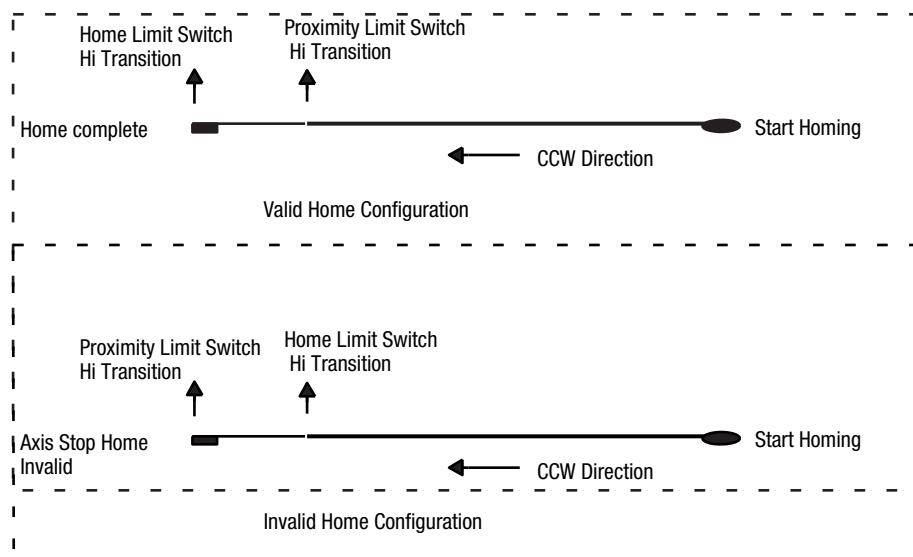 Home Limit Switch
Hi Transition
Proximity Limit Switch
Hi Transition
Home complete
Start Homing
CCW Direction
Valid Home Configuration
Proximity Limit Switch
Hi Transition
Home Limit Switch
Hi Transition
Axis Stop Home
Invalid
Start Homing
CCW Direction
Invalid Home Configuration